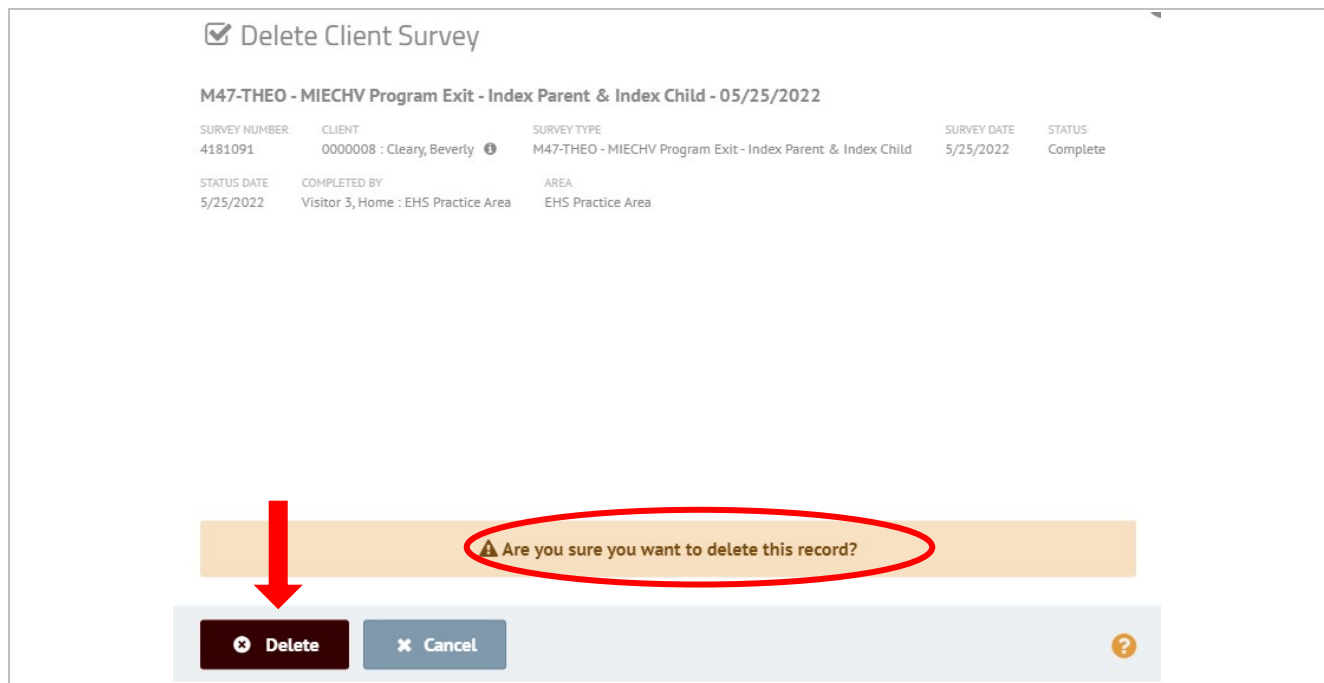 Delete Client Survey
M47-THEO - MIECHV Program Exit - Index Parent & Index Child - 05/25/2022
SURVEY NUMBER CLIENT SURVEY TYPE SURVEY DATE STATUS
4181091 0000008 : Cleary, Beverly M47-THEO - MIECHV Program Exit - Index Parent & Index Child 5/25/2022 Complete
STATUS DATE COMPLETED BY AREA
5/25/2022 Visitor 3, Home : EHS Practice Area EHS Practice Area
Are you sure you want to delete this record?
Delete Cancel